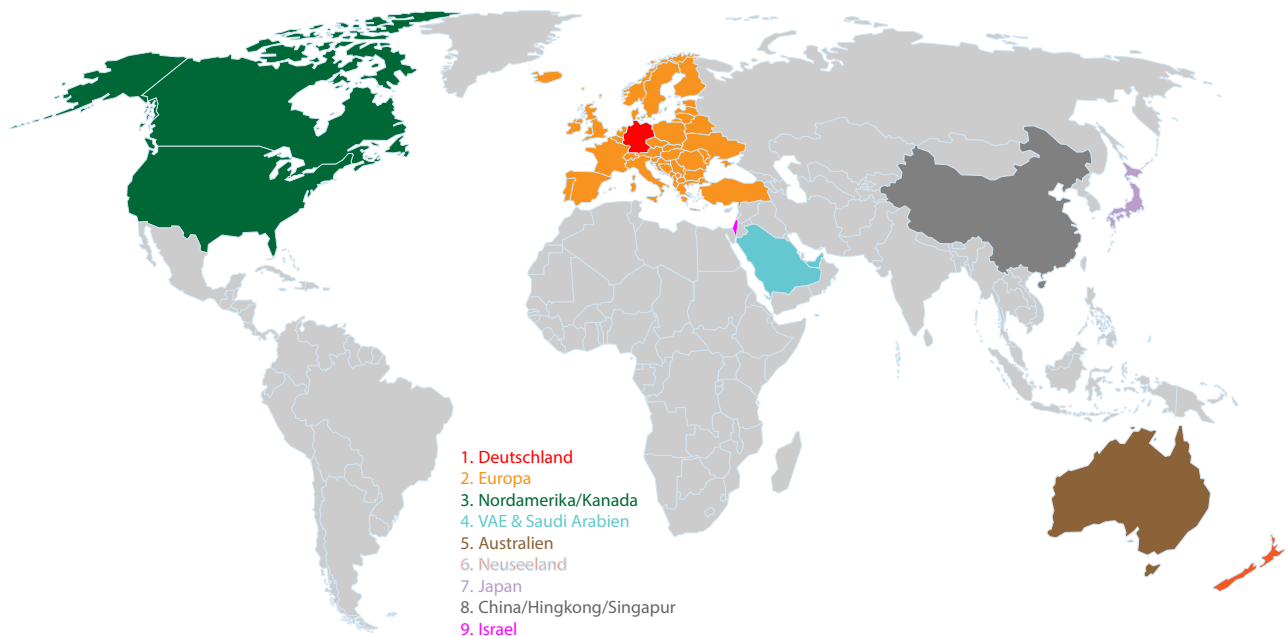 1. Deutschland
2. Europa
3. Nordamerika/Kanada
4. VAE & Saudi Arabien
5. Australien
6. Neuseeland
7. Japan
8. China/Hingkong/Singapur
9. Israel